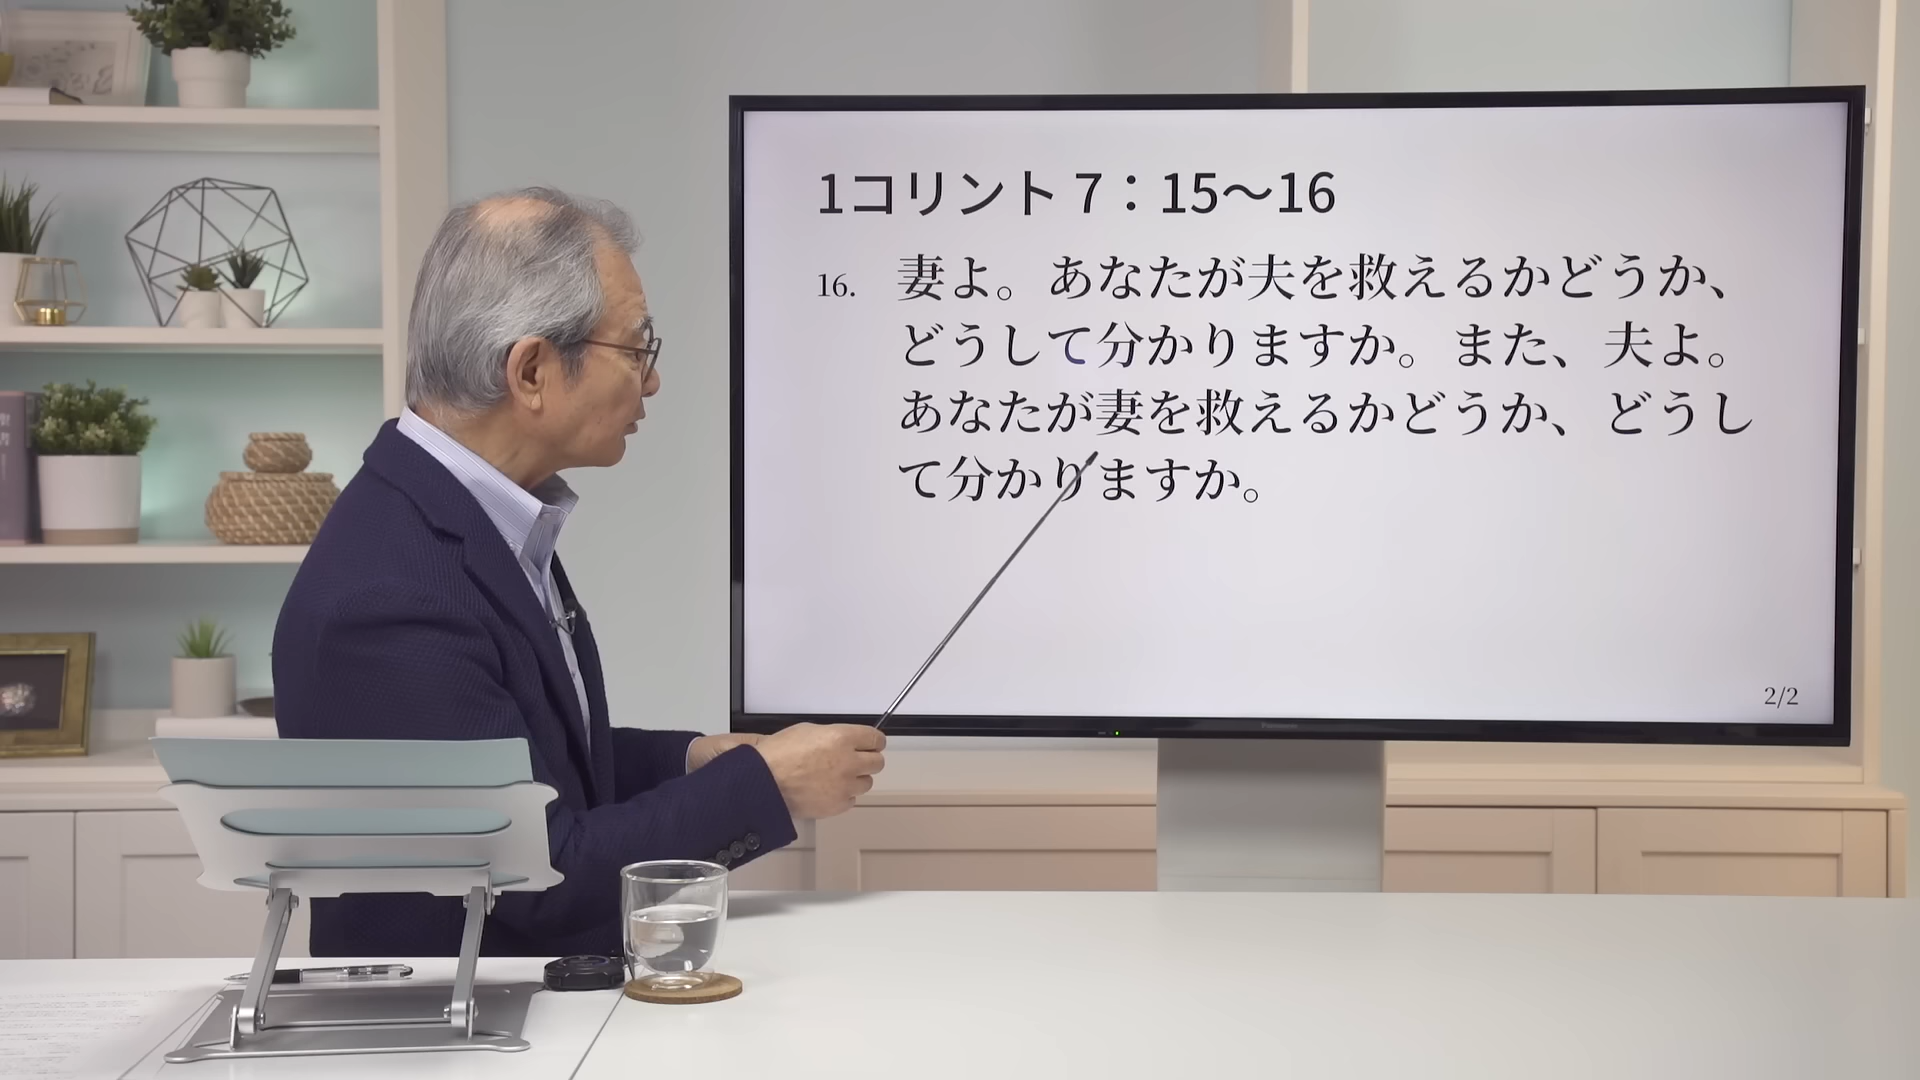 1コリント 7：15～16
16. 妻よ。あなたが夫を救えるかどうか、
どうして分かりますか。また、夫よ。
あなたが妻を救えるかどうか、どうし
て分かりますか。
2/2